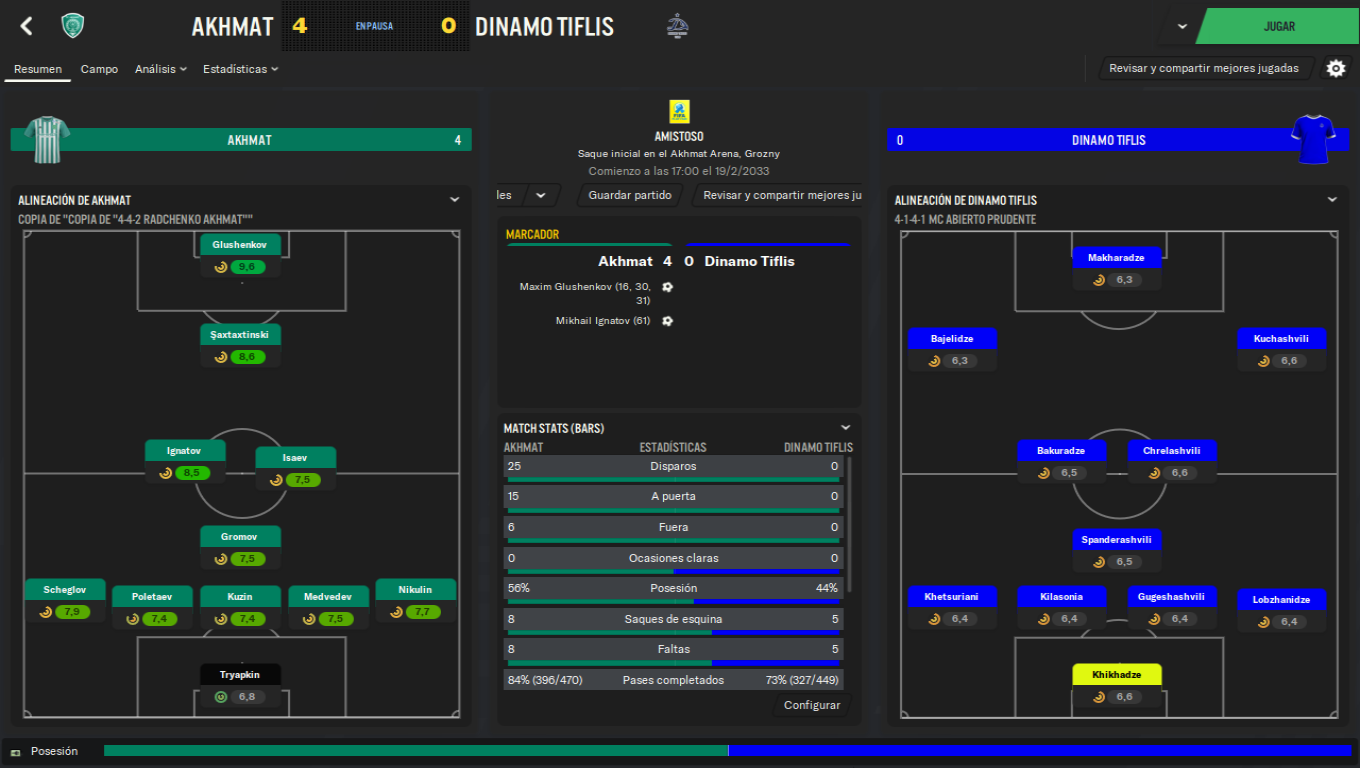 AKHMAT 4 EN PAUSA 0 DINAMO TIFLIS
JUGAR
Resumen Campo Análisis Estadísticas
Revisar y compartir mejores jugadas
AKHMAT 4
FIFA
AMISTOSO
Saque inicial en el Akhmat Arena, Grozny
Comienzo a las 17:00 el 19/2/2033
les Guardar partido Revisar y compartir mejores ju
0 DINAMO TIFLIS
ALINEACIÓN DE AKHMAT
COPIA DE "COPIA DE "4-4-2 RADCHENKO AKHMAT""
Glushenkov
9,6
Şaxtaxtinski
8,6
Ignatov
8,5
Isaev
7,5
Gromov
7,5
Scheglov
7,9
Poletaev
7,4
Kuzin
7,4
Medvedev
7,5
Nikulin
7,7
Tryapkin
6,8
MARCADOR
Akhmat 4 0 Dinamo Tiflis
Maxim Glushenkov (16, 30,
31)
Mikhail Ignatov (61)
MATCH STATS (BARS)
AKHMAT ESTADÍSTICAS DINAMO TIFLIS
25 Disparos 0
15 A puerta 0
6 Fuera 0
0 Ocasiones claras 0
56% Posesión 44%
8 Saques de esquina 5
8 Faltas 5
84% (396/470) Pases completados 73% (327/449)
Configurar
ALINEACIÓN DE DINAMO TIFLIS
4-1-4-1 MC ABIERTO PRUDENTE
Makharadze
6,3
Bajelidze
6,3
Kuchashvili
6,6
Bakuradze
6,5
Chrelashvili
6,6
Spanderashvili
6,5
Khetsuriani
6,4
Kilasonia
6,4
Gugeshashvili
6,4
Lobzhanidze
6,4
Khikhadze
6,6
Posesión